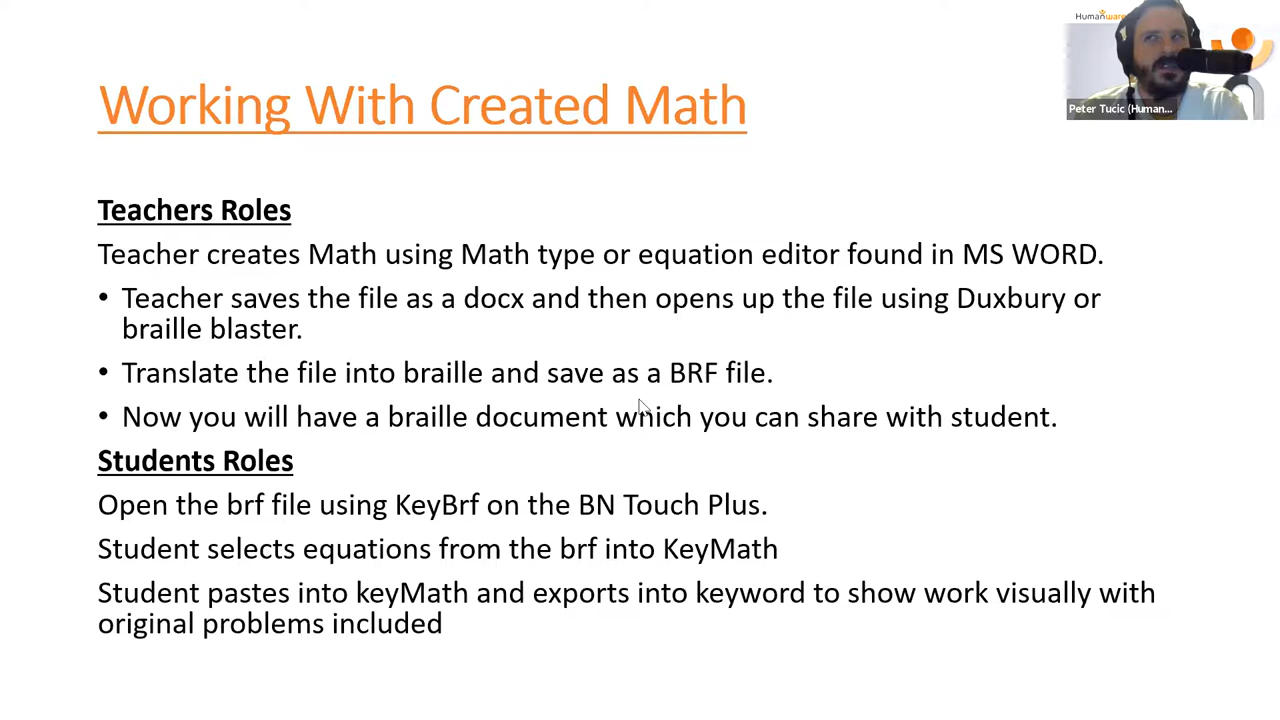 Humanware
Peter Tucic (Human...
Working With Created Math
Teachers Roles
Teacher creates Math using Math type or equation editor found in MS WORD.
• Teacher saves the file as a docx and then opens up the file using Duxbury or
braille blaster.
• Translate the file into braille and save as a BRF file.
• Now you will have a braille document which you can share with student.
Students Roles
Open the brf file using KeyBrf on the BN Touch Plus.
Student selects equations from the brf into KeyMath
Student pastes into keyMath and exports into keyword to show work visually with
original problems included